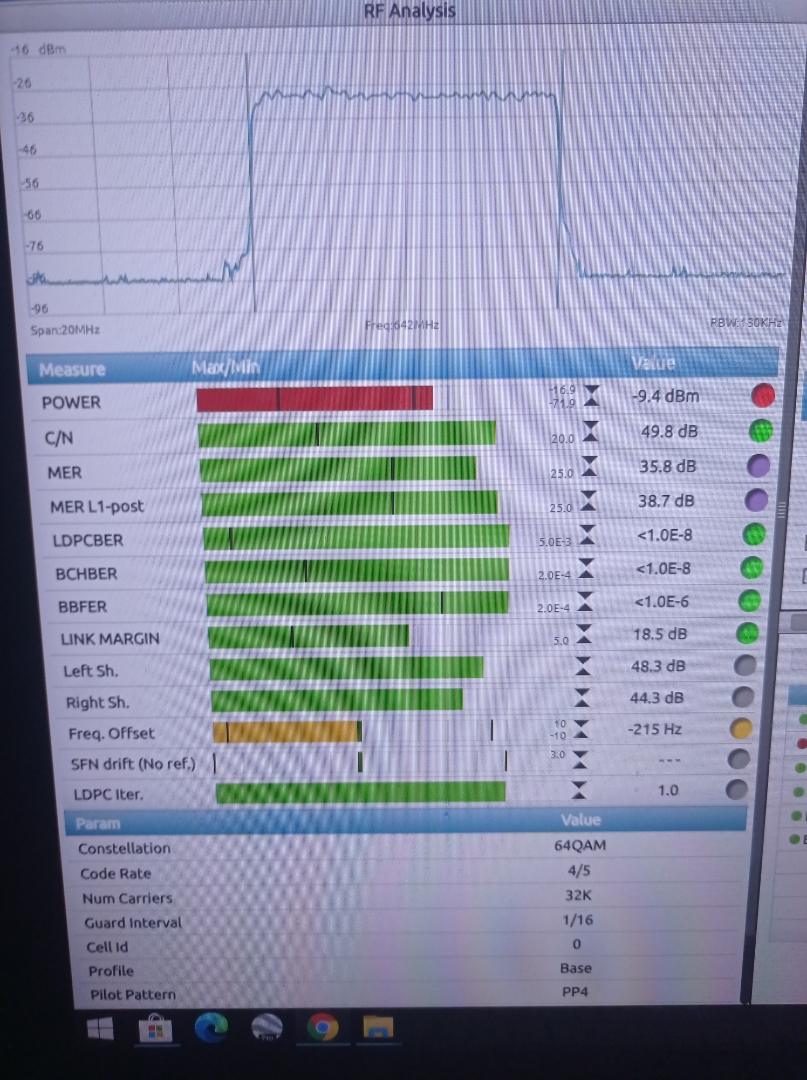 RF Analysis
-16 dBm
-26
-36
-46
-56
-66
-76
-96
Span:20MHz Freq:642MHz RBW:130KHz
Measure Max/Min Value
POWER -16.9 -71.9 -9.4 dBm
C/N 20.0 49.8 dB
MER 25.0 35.8 dB
MER L1-post 25.0 38.7 dB
LDPCBER 5.0E-3 <1.0E-8
BCHBER 2.0E-4 <1.0E-8
BBFER 2.0E-4 <1.0E-6
LINK MARGIN 5.0 18.5 dB
Left Sh. 48.3 dB
Right Sh. 44.3 dB
Freq. Offset 10 -10 -215 Hz
SFN drift (No ref.) 3.0 ---
LDPC Iter. 1.0
Param Value
Constellation 64QAM
Code Rate 4/5
Num Carriers 32K
Guard Interval 1/16
Cell Id 0
Profile Base
Pilot Pattern PP4